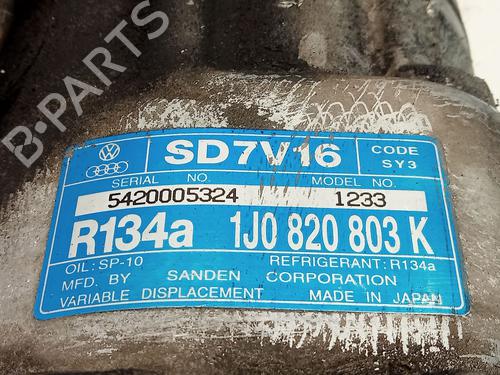 B-PARTS
SD7V16
CODE
SY3
SERIAL NO.
MODEL NO.
5420005324
1233
R134a 1J0 820 803 K
OIL:SP-10
REFRIGERANT:R134a
MFD. BY SANDEN CORPORATION
VARIABLE DISPLACEMENT MADE IN JAPAN